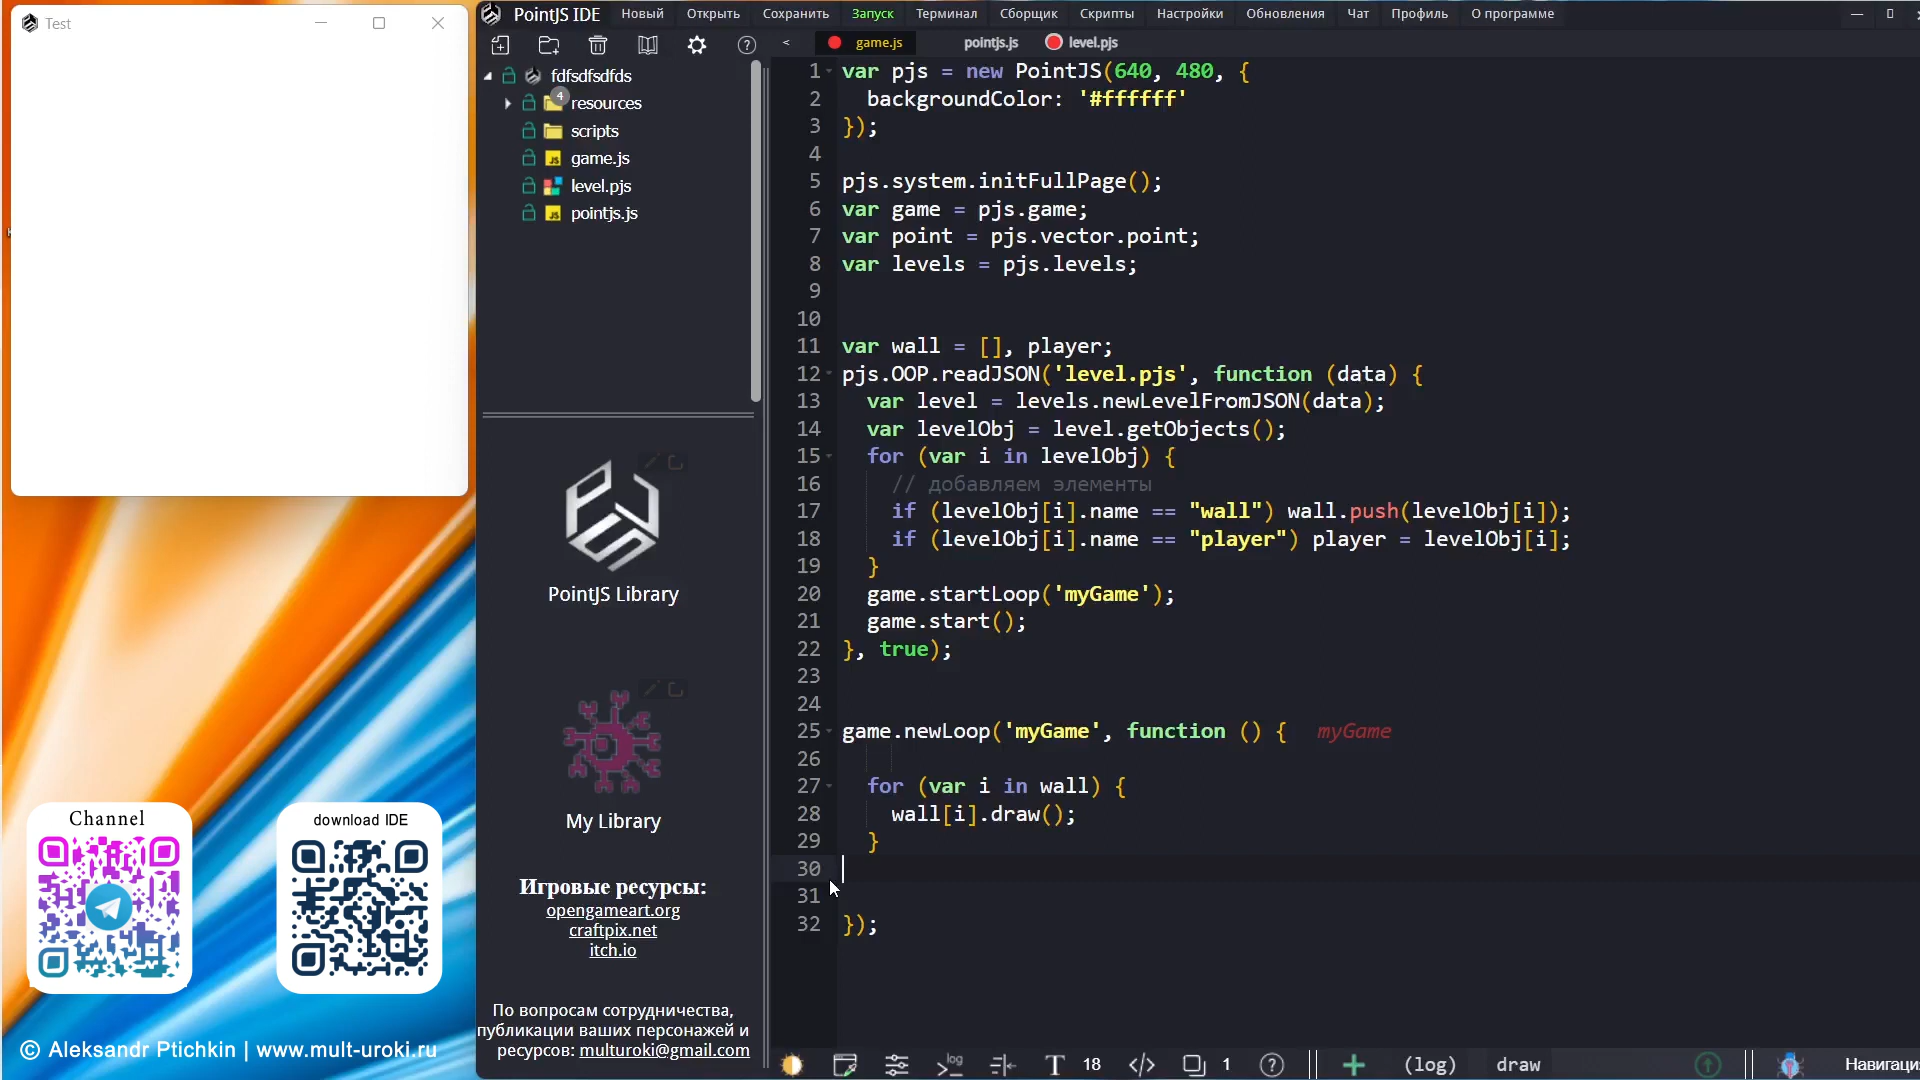 Test
PointJS IDE
Новый Открыть Сохранить Запуск Терминал Сборщик Скрипты Настройки Обновления Чат Профиль О программе
< game.js pointjs.js level.pjs
fdfsdfsdfds
4
resources
scripts
JS game.js
level.pjs
JS pointjs.js
PointJS Library
My Library
Игровые ресурсы:
opengameart.org
craftpix.net
itch.io
По вопросам сотрудничества,
публикации ваших персонажей и
ресурсов: multuroki@gmail.com
1 var pjs = new PointJS(640, 480, {
2 backgroundColor: '#ffffff'
3 });
4
5 pjs.system.initFullPage();
6 var game = pjs.game;
7 var point = pjs.vector.point;
8 var levels = pjs.levels;
9
10
11 var wall = [], player;
12 pjs.OOP.readJSON('level.pjs', function (data) {
13 var level = levels.newLevelFromJSON(data);
14 var levelObj = level.getObjects();
15 for (var i in levelObj) {
16 // добавляем элементы
17 if (levelObj[i].name == "wall") wall.push(levelObj[i]);
18 if (levelObj[i].name == "player") player = levelObj[i];
19 }
20 game.startLoop('myGame');
21 game.start();
22 }, true);
23
24
25 game.newLoop('myGame', function () { myGame
26
27 for (var i in wall) {
28 wall[i].draw();
29 }
30
31
32 });
Channel
download IDE
© Aleksandr Ptichkin | www.mult-uroki.ru
log T 18 </> 1 ? + (log) draw Навигаци